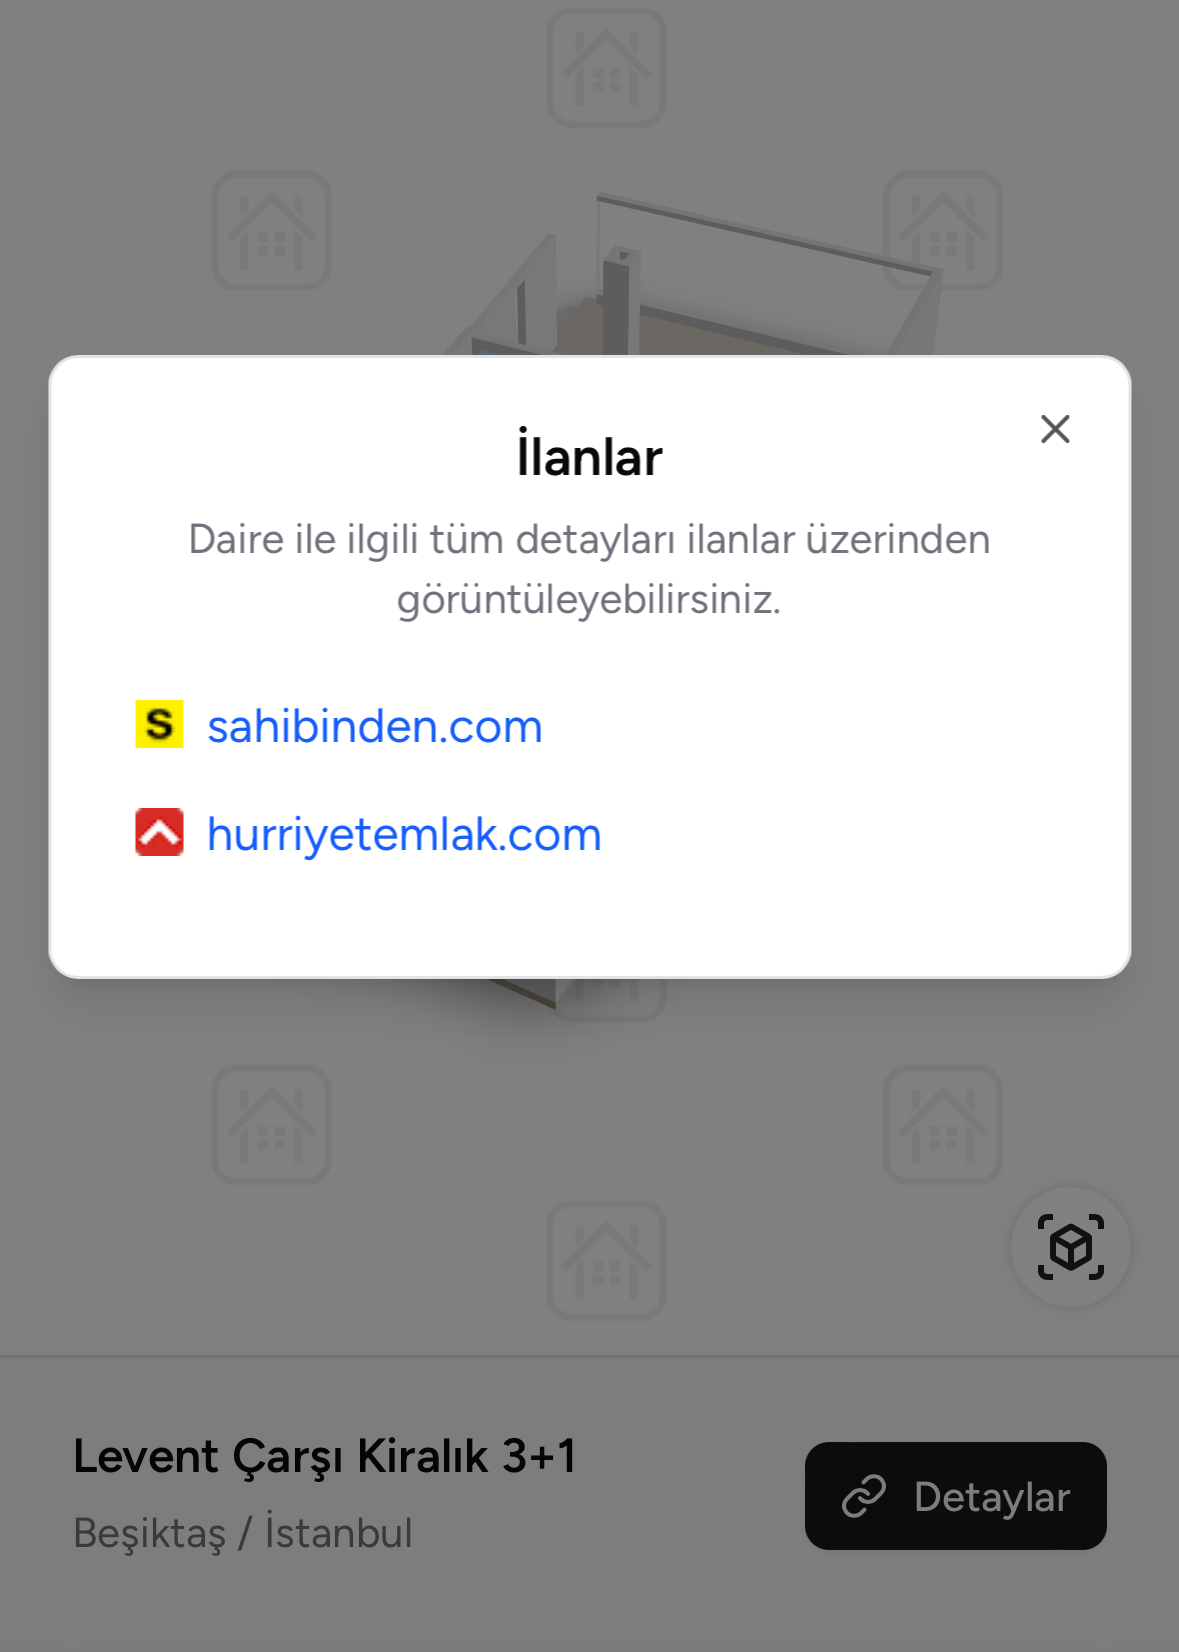 İlanlar
Daire ile ilgili tüm detayları ilanlar üzerinden
görüntüleyebilirsiniz.
S sahibinden.com
hurriyetemlak.com
Levent Çarşı Kiralık 3+1
Beşiktaş / İstanbul
Detaylar